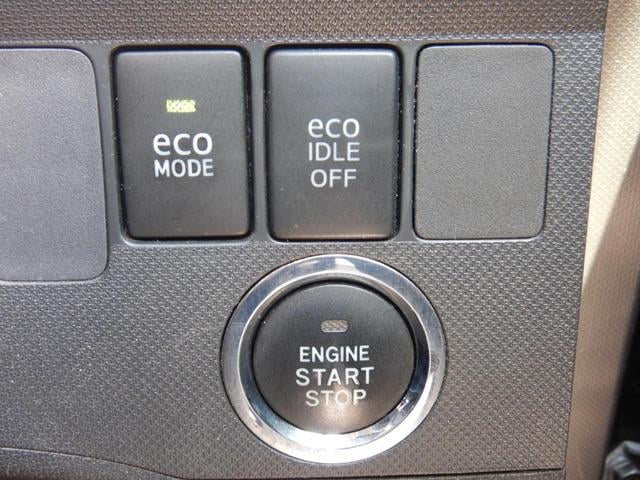 eco
MODE
eco
IDLE
OFF
ENGINE
START
STOP